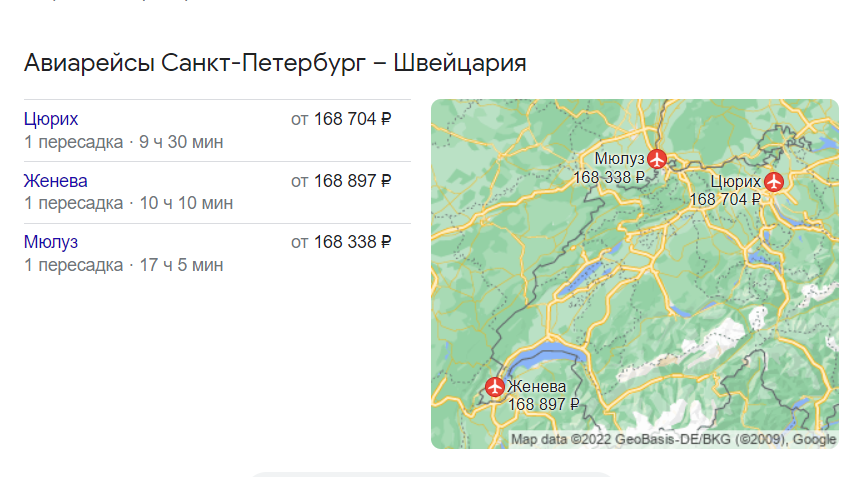 Авиарейсы Санкт-Петербург – Швейцария
Цюрих от 168 704 ₽
1 пересадка · 9 ч 30 мин
Женева от 168 897 ₽
1 пересадка · 10 ч 10 мин
Мюлуз от 168 338 ₽
1 пересадка · 17 ч 5 мин
Мюлуз
168 338 ₽
Цюрих
168 704 ₽
Женева
168 897 ₽
Map data ©2022 GeoBasis-DE/BKG (©2009), Google